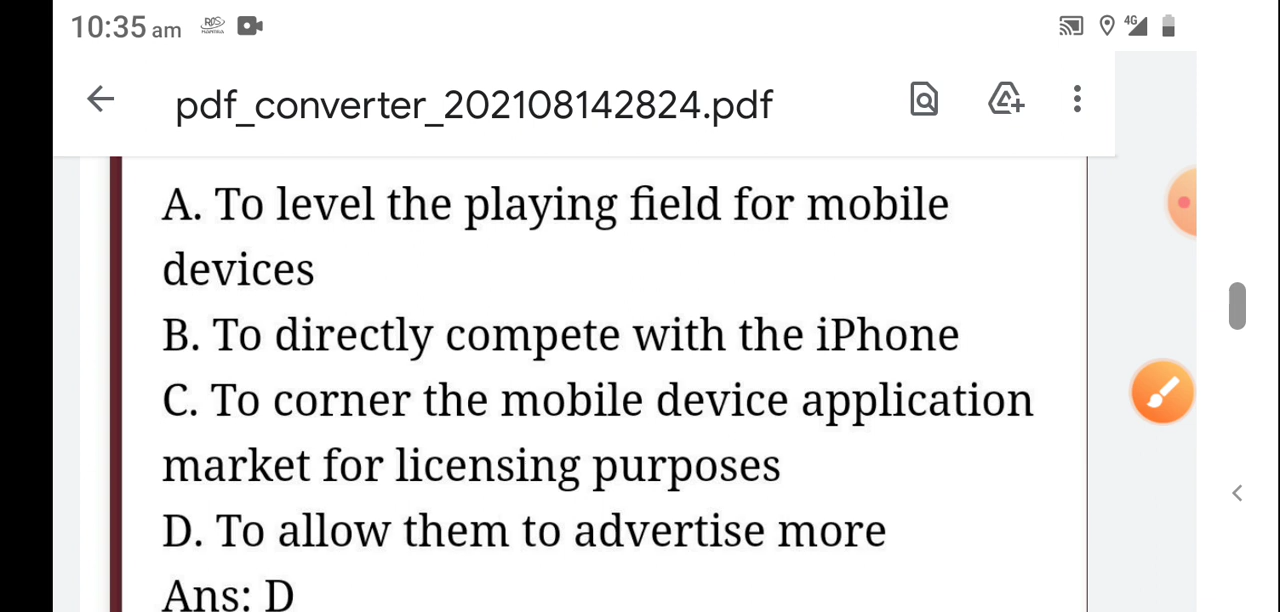 10:35 am
4G
pdf_converter_202108142824.pdf
A. To level the playing field for mobile
devices
B. To directly compete with the iPhone
C. To corner the mobile device application
market for licensing purposes
D. To allow them to advertise more
Ans: D